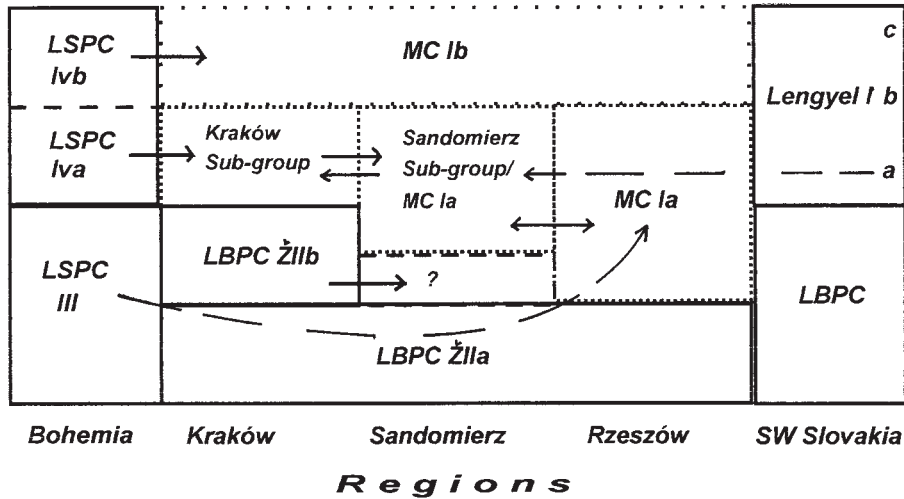 LSPC
Ivb
MC Ib
c
Lengyel I b
LSPC
Iva
Kraków
Sub-group
Sandomierz
Sub-group/
MC Ia
MC Ia
a
LSPC
III
LBPC ŽIIb
?
LBPC
LBPC ŽIIa
Bohemia Kraków Sandomierz Rzeszów SW Slovakia
Regions